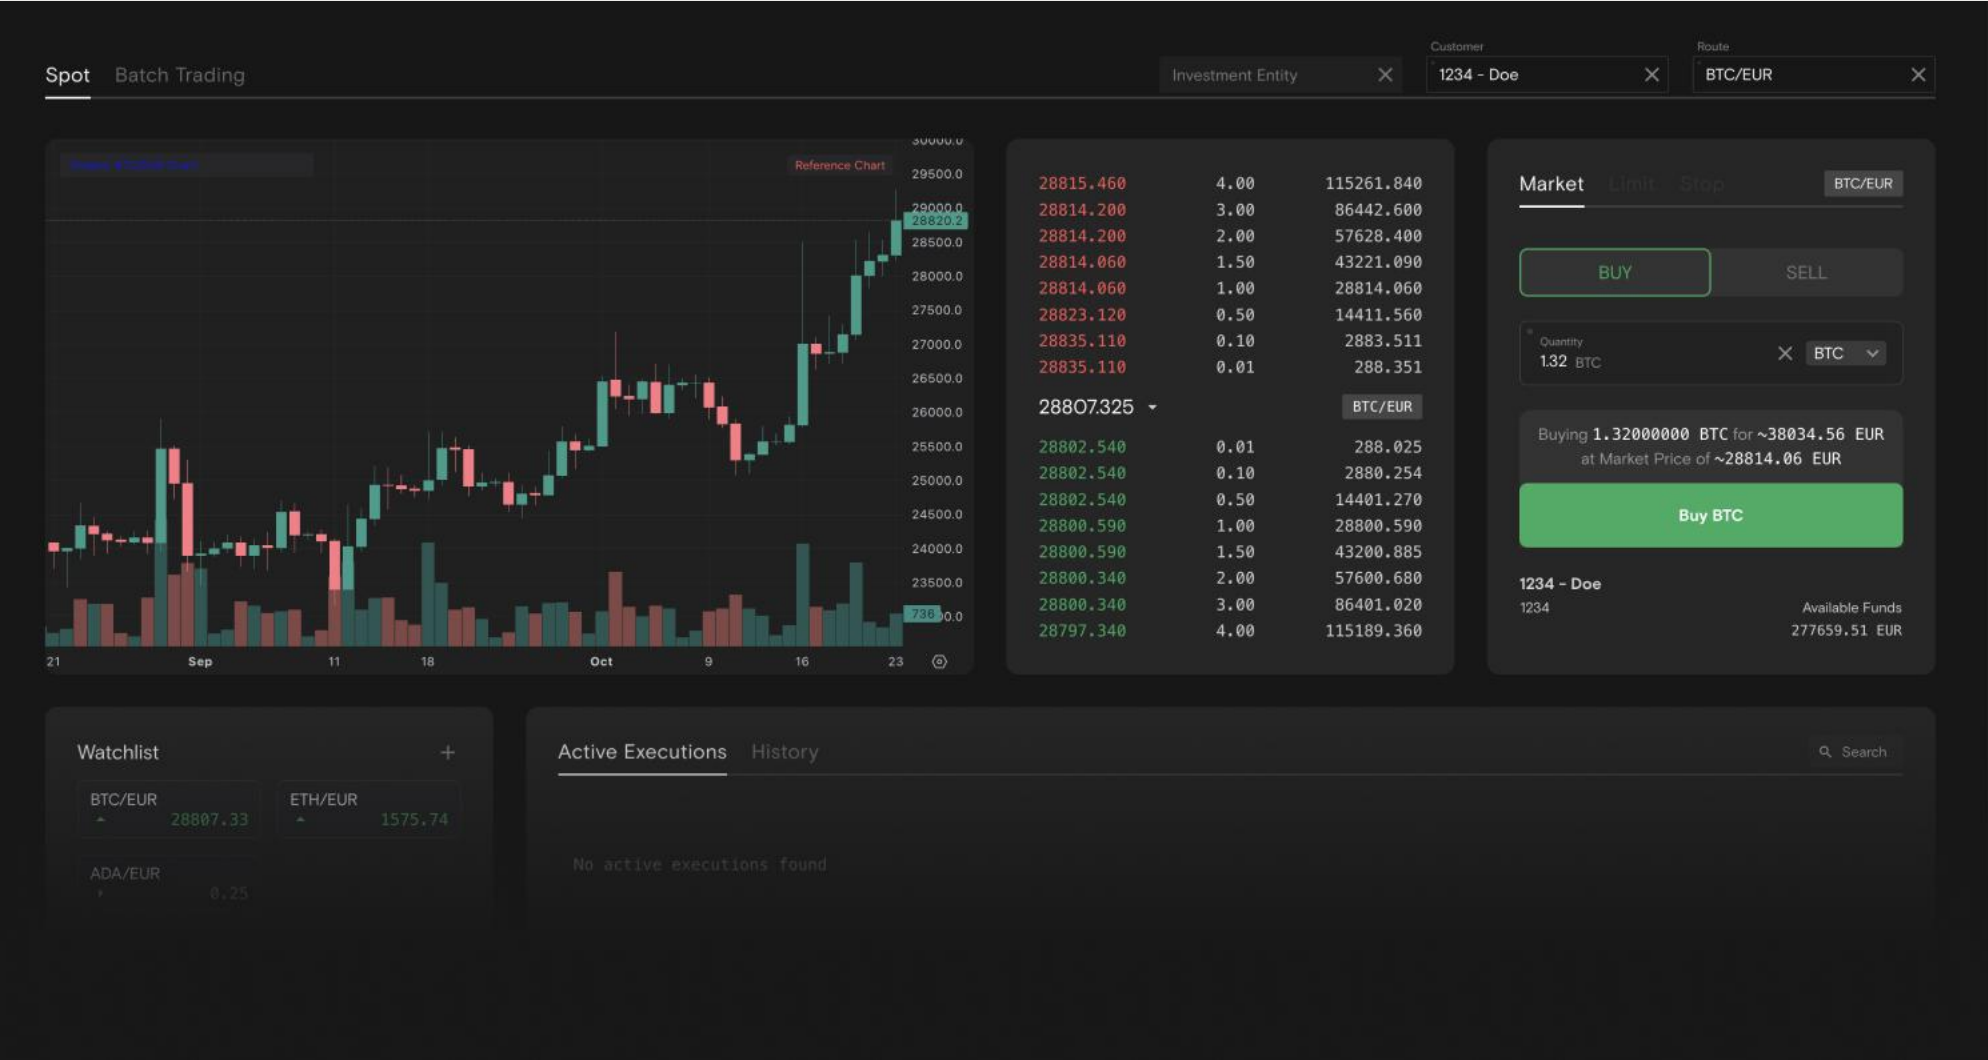 Customer
Route
Spot Batch Trading
Investment Entity
1234 - Doe
BTC/EUR
Reference Chart
30000.0
29500.0
29000.0
28820.2
28500.0
28000.0
27500.0
27000.0
26500.0
26000.0
25500.0
25000.0
24500.0
24000.0
23500.0
736
00.0
21 Sep 11 18 Oct 9 16 23
28815.460 4.00 115261.840
28814.200 3.00 86442.600
28814.200 2.00 57628.400
28814.060 1.50 43221.090
28814.060 1.00 28814.060
28823.120 0.50 14411.560
28835.110 0.10 2883.511
28835.110 0.01 288.351
28807.325 BTC/EUR
28802.540 0.01 288.025
28802.540 0.10 2880.254
28802.540 0.50 14401.270
28800.590 1.00 28800.590
28800.590 1.50 43200.885
28800.340 2.00 57600.680
28800.340 3.00 86401.020
28797.340 4.00 115189.360
Market Limit Stop BTC/EUR
BUY SELL
Quantity
1.32 BTC
BTC
Buying 1.32000000 BTC for ~38034.56 EUR
at Market Price of ~28814.06 EUR
Buy BTC
1234 - Doe
1234
Available Funds
277659.51 EUR
Watchlist +
BTC/EUR
28807.33
ETH/EUR
1575.74
ADA/EUR
0.25
Active Executions History
Search
No active executions found